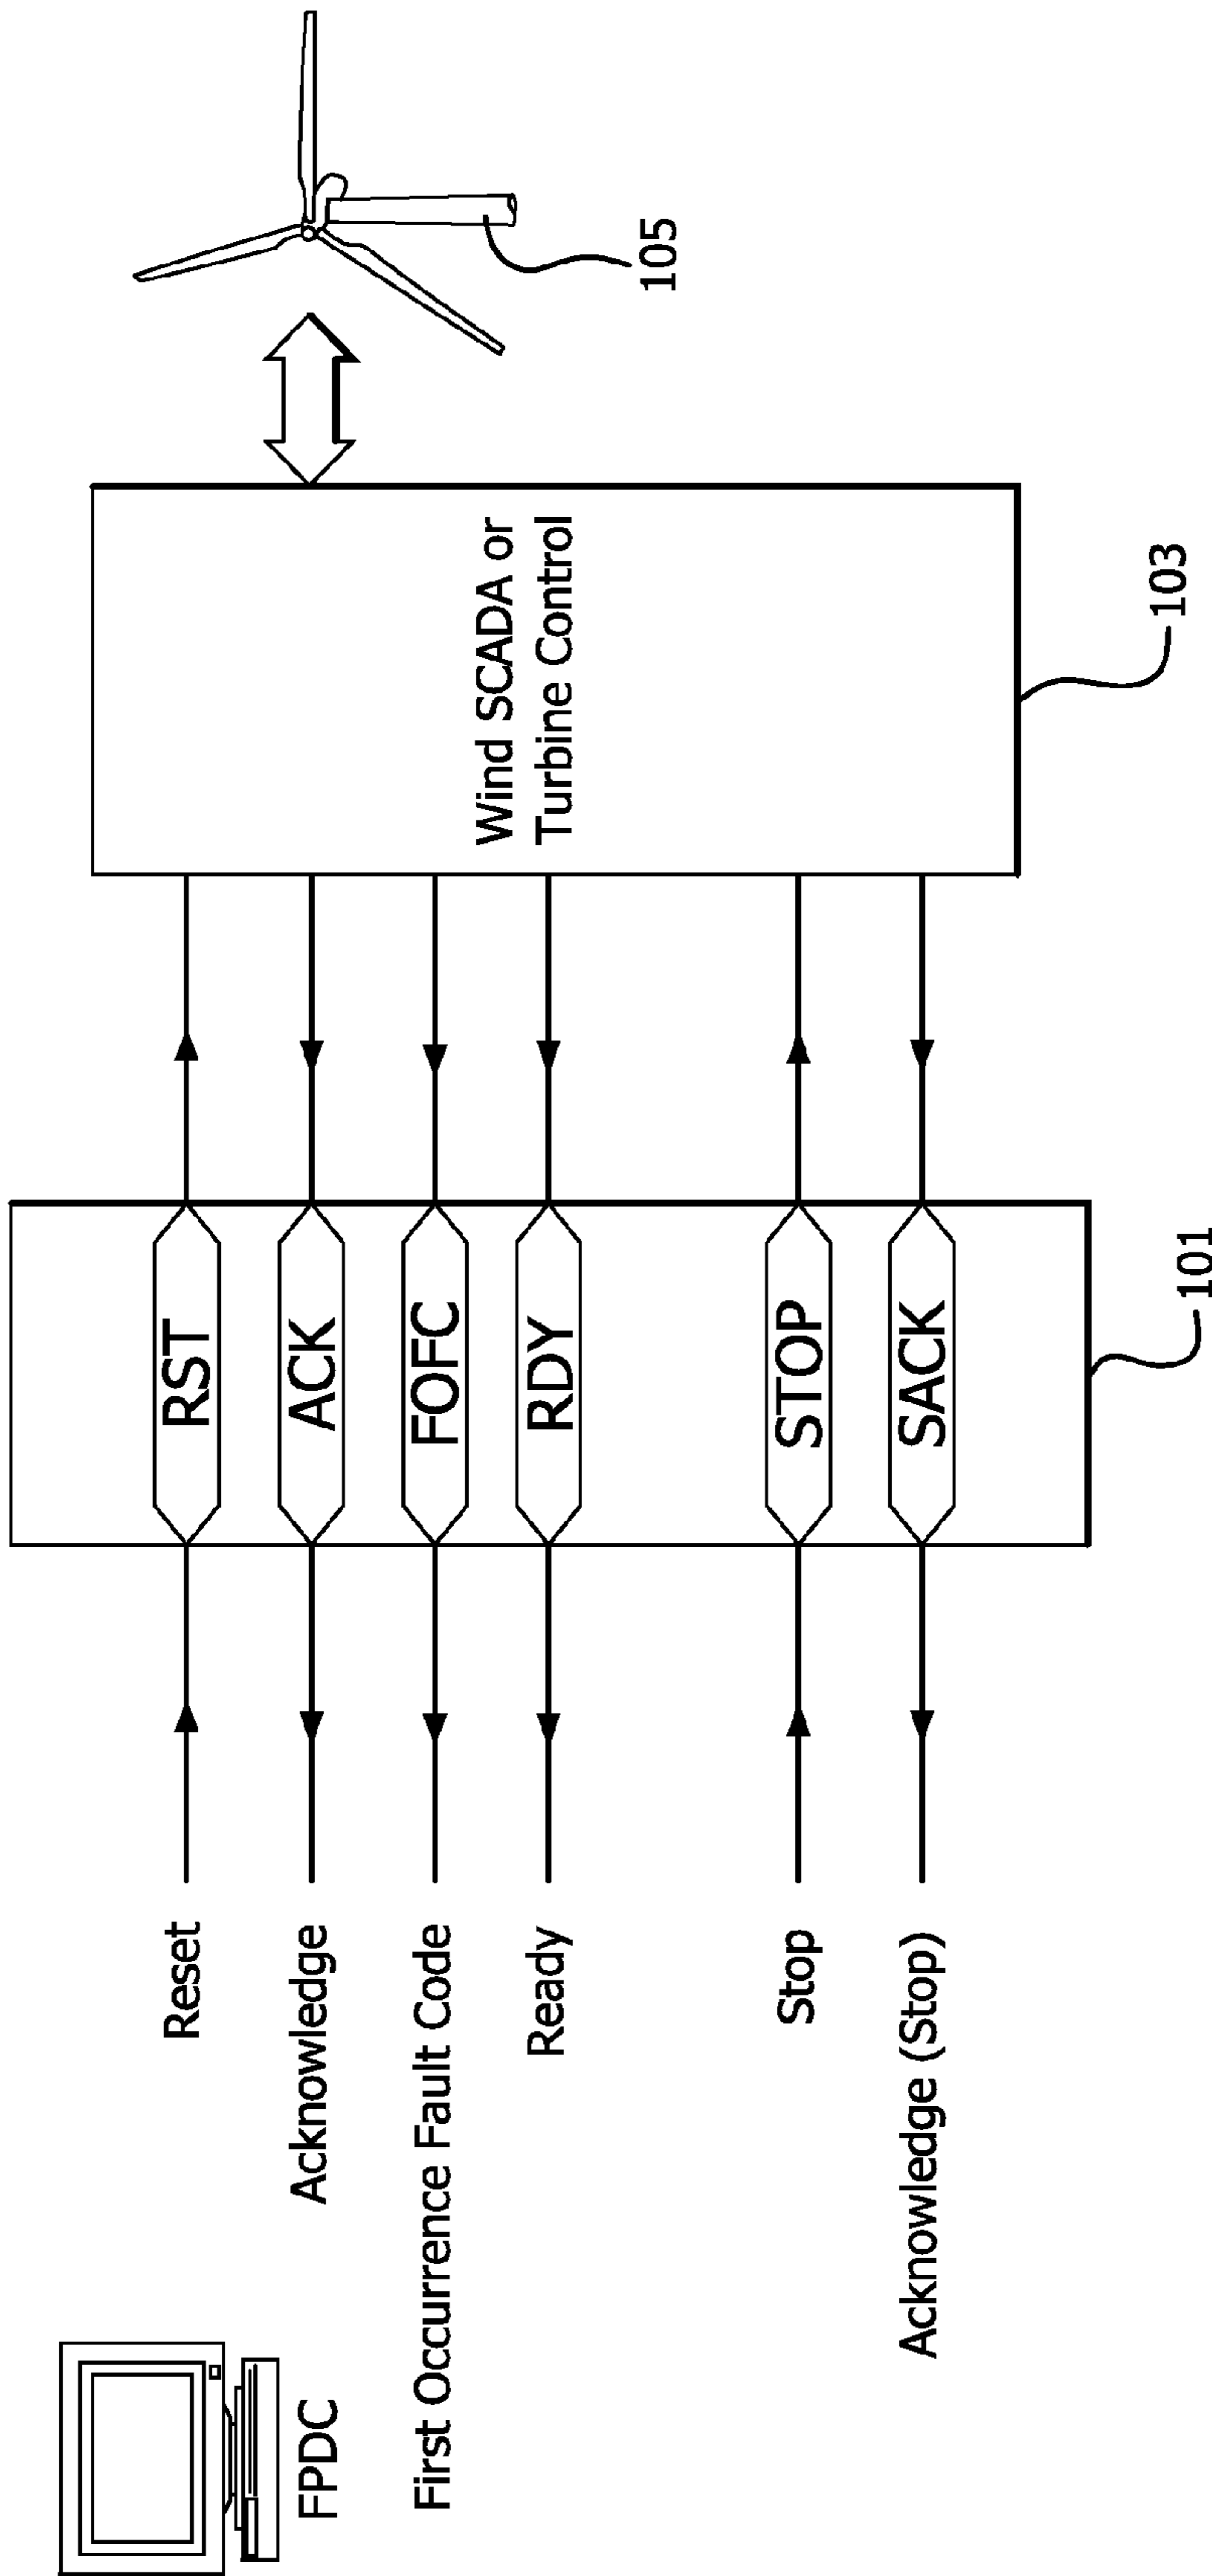 FPDC
Reset
Acknowledge
First Occurrence Fault Code
Ready
Stop
Acknowledge (Stop)
RST
ACK
FOFC
RDY
STOP
SACK
101
Wind SCADA or
Turbine Control
103
105